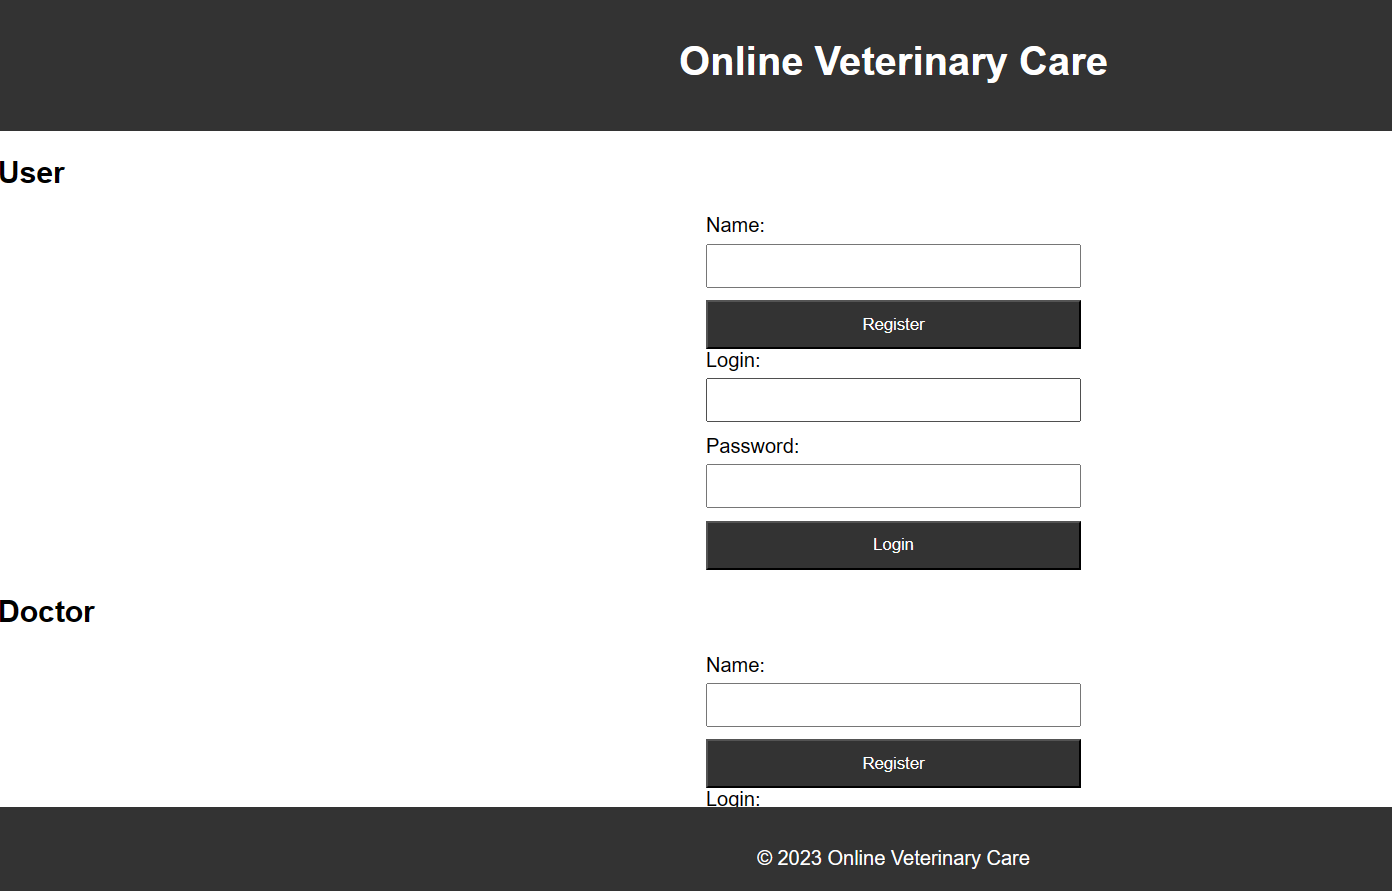 Online Veterinary Care
User
Name:
Register
Login:
Password:
Login
Doctor
Name:
Register
Login:
© 2023 Online Veterinary Care